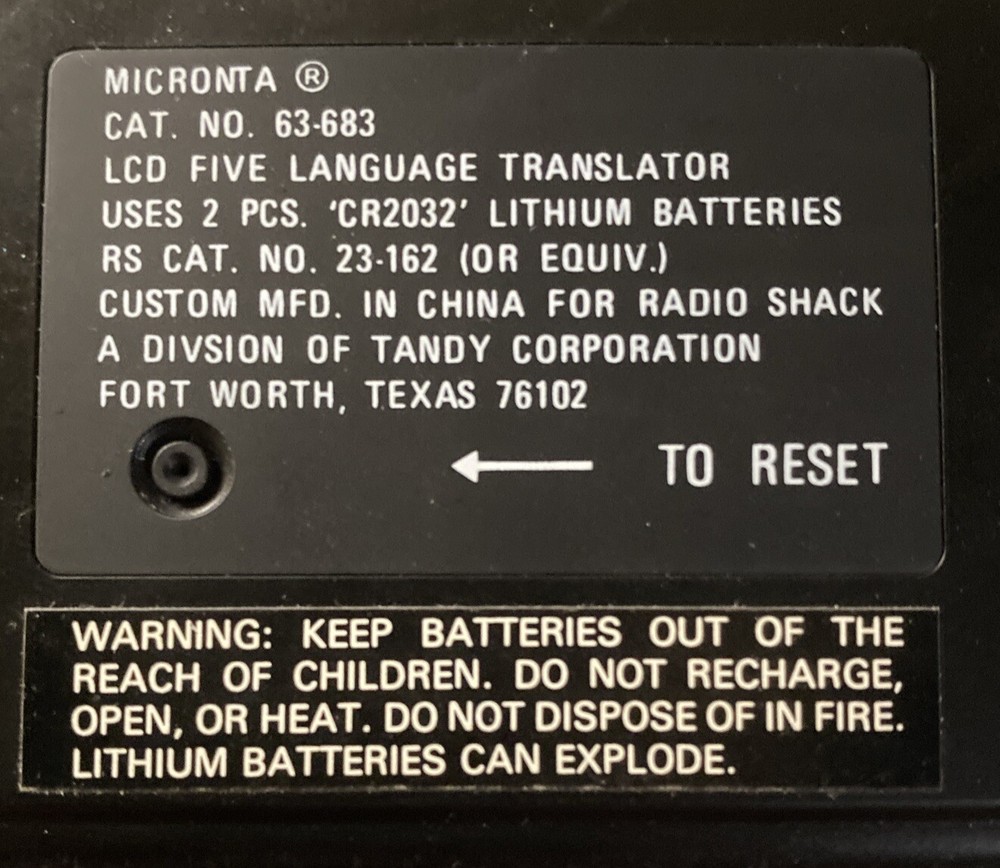 MICRONTA ®
CAT. NO. 63-683
LCD FIVE LANGUAGE TRANSLATOR
USES 2 PCS. 'CR2032' LITHIUM BATTERIES
RS CAT. NO. 23-162 (OR EQUIV.)
CUSTOM MFD. IN CHINA FOR RADIO SHACK
A DIVSION OF TANDY CORPORATION
FORT WORTH, TEXAS 76102
TO RESET
WARNING: KEEP BATTERIES OUT OF THE
REACH OF CHILDREN. DO NOT RECHARGE,
OPEN, OR HEAT. DO NOT DISPOSE OF IN FIRE.
LITHIUM BATTERIES CAN EXPLODE.